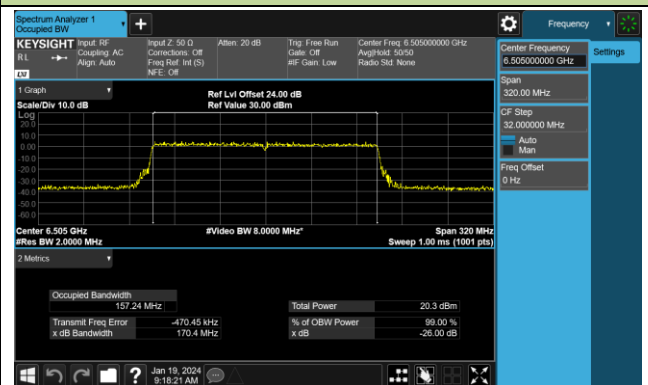 Spectrum Analyzer 1
Occupied BW
+
Frequency
KEYSIGHT
RL
LXI
Input: RF
Coupling: AC
Align: Auto
Input Z: 50 Ω
Corrections: Off
Freq Ref: Int (S)
NFE: Off
Atten: 20 dB
Trig: Free Run
Gate: Off
#IF Gain: Low
Center Freq: 6.505000000 GHz
Avg|Hold: 50/50
Radio Std: None
Center Frequency
6.505000000 GHz
Settings
Span
320.00 MHz
CF Step
32.000000 MHz
Auto
Man
Freq Offset
0 Hz
1 Graph
Scale/Div 10.0 dB
Ref Lvl Offset 24.00 dB
Ref Value 30.00 dBm
Log
20.0
10.0
0.00
-10.0
-20.0
-30.0
-40.0
-50.0
-60.0
Center 6.505 GHz
#Video BW 8.0000 MHz*
Span 320 MHz
#Res BW 2.0000 MHz
Sweep 1.00 ms (1001 pts)
2 Metrics
Occupied Bandwidth
157.24 MHz
Total Power 20.3 dBm
Transmit Freq Error -470.45 kHz
% of OBW Power 99.00 %
x dB Bandwidth 170.4 MHz
x dB -26.00 dB
?
Jan 19, 2024
9:18:21 AM